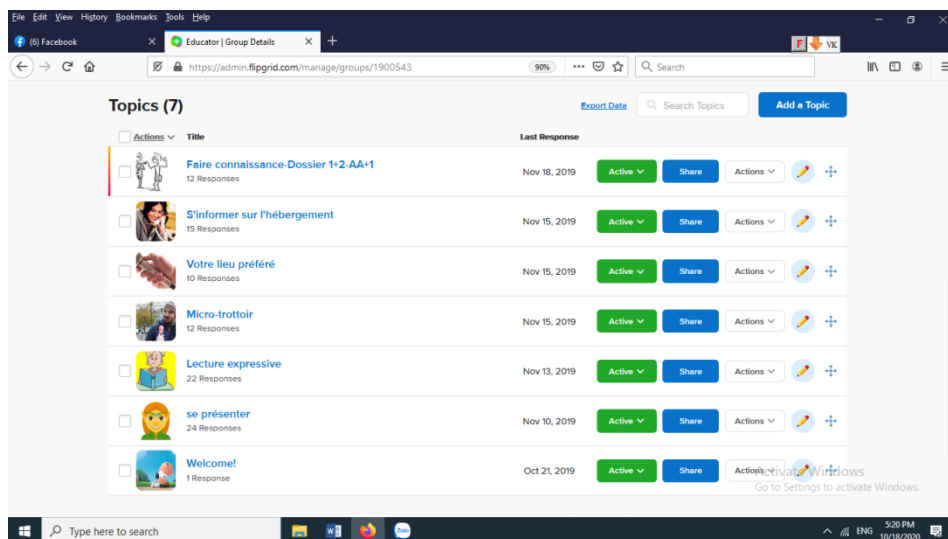 File Edit View History Bookmarks Tools Help
(6) Facebook
Educator | Group Details
F VK
https://admin.flipgrid.com/manage/groups/1900543
90%
Search
Topics (7)
Export Data
Search Topics
Add a Topic
Actions Title Last Response
Faire connaissance-Dossier 1+2-AA+1
12 Responses
Nov 18, 2019 Active Share Actions
S'informer sur l'hébergement
15 Responses
Nov 15, 2019 Active Share Actions
Votre lieu préféré
10 Responses
Nov 15, 2019 Active Share Actions
Micro-trottoir
12 Responses
Nov 15, 2019 Active Share Actions
Lecture expressive
22 Responses
Nov 13, 2019 Active Share Actions
se présenter
24 Responses
Nov 10, 2019 Active Share Actions
Welcome!
1 Response
Oct 21, 2019 Active Share Actions
Activate Windows
Go to Settings to activate Windows.
Type here to search
Zalo
ENG
5:20 PM
10/18/2020